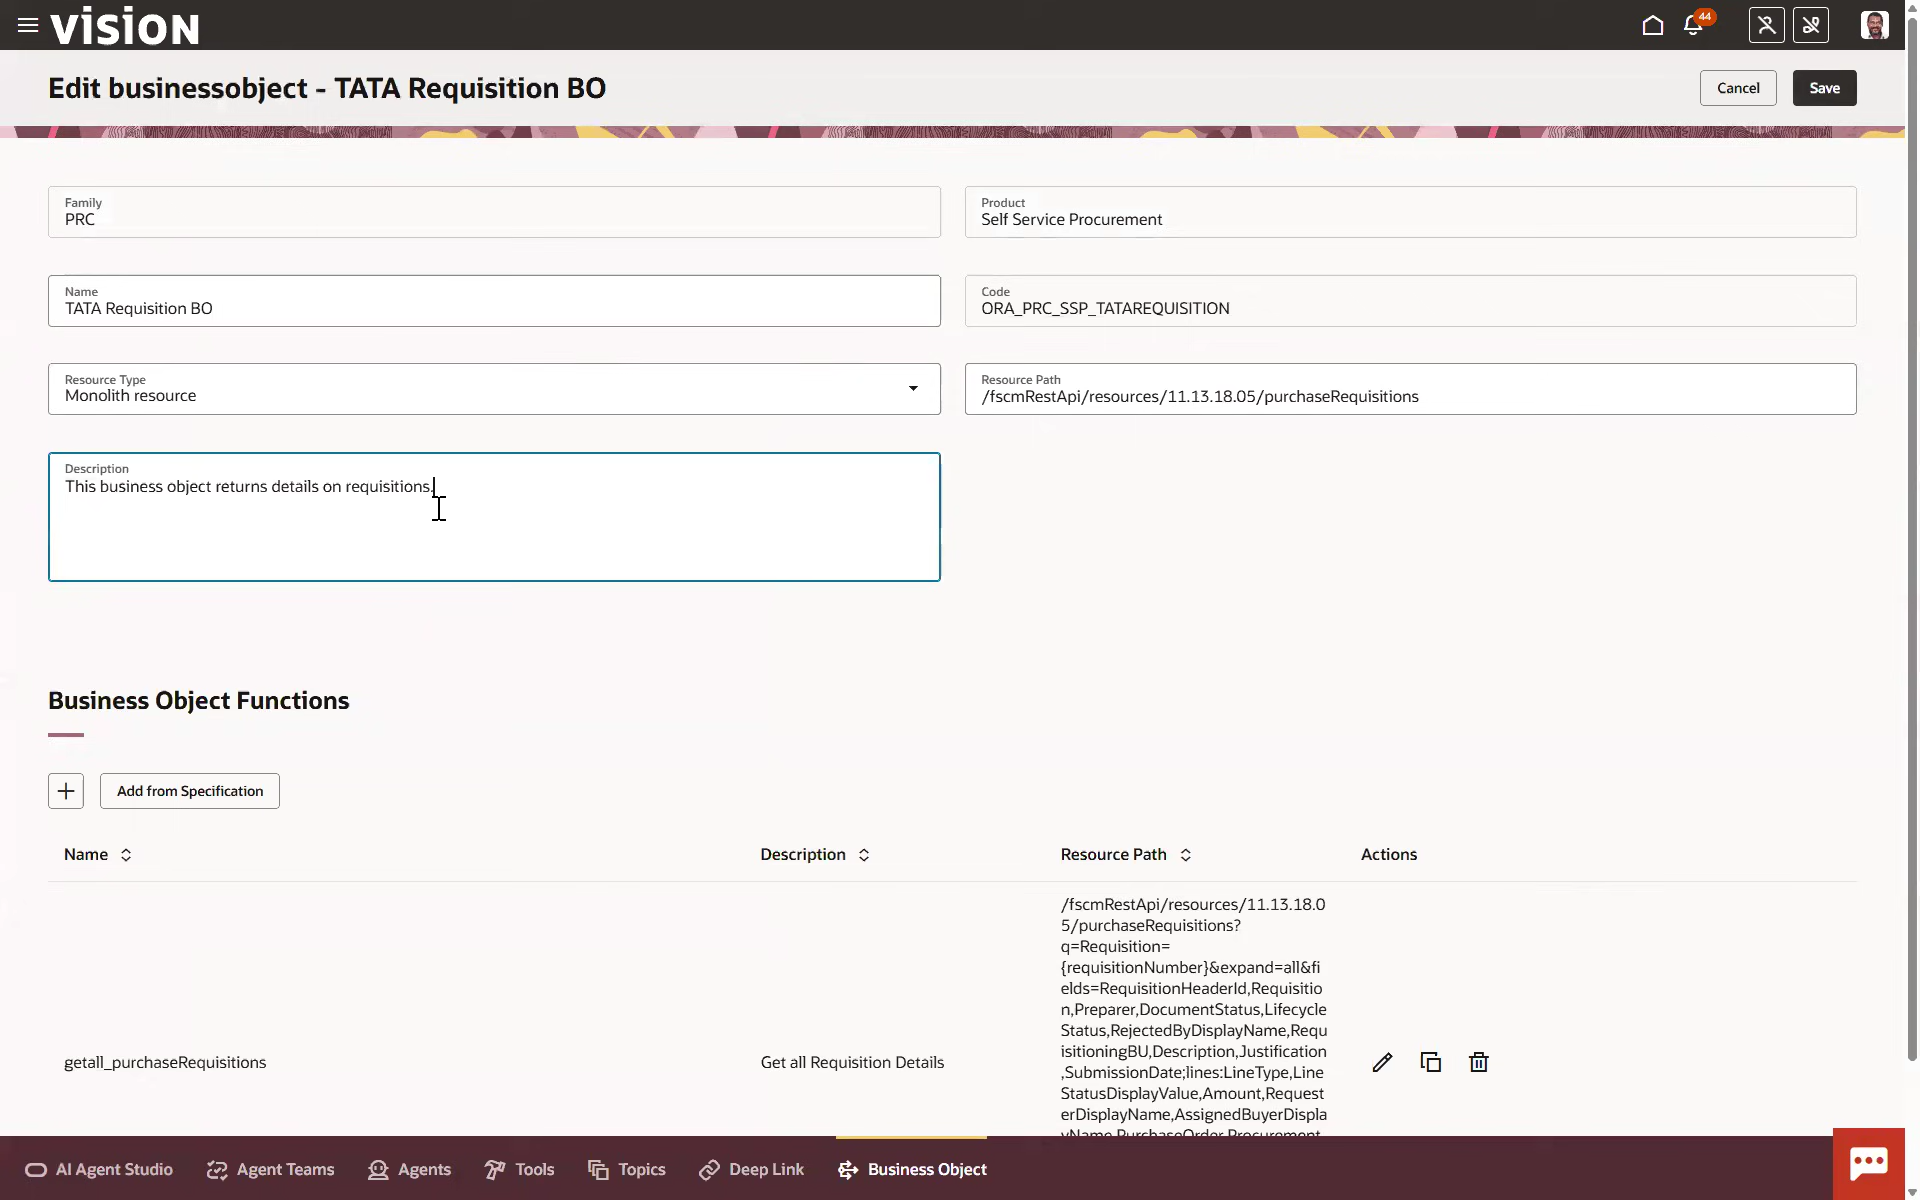 vision
44
Edit businessobject - TATA Requisition BO
Cancel
Save
Family
PRC
Product
Self Service Procurement
Name
TATA Requisition BO
Code
ORA_PRC_SSP_TATAREQUISITION
Resource Type
Monolith resource
Resource Path
/fscmRestApi/resources/11.13.18.05/purchaseRequisitions
Description
This business object returns details on requisitions.
Business Object Functions
Add from Specification
Name
Description
Resource Path
Actions
getall_purchaseRequisitions
Get all Requisition Details
/fscmRestApi/resources/11.13.18.0
5/purchaseRequisitions?
q=Requisition=
{requisitionNumber}&expand=all&fi
elds=RequisitionHeaderId,Requisitio
n,Preparer,DocumentStatus,Lifecycle
Status,RejectedByDisplayName,Requ
isitioningBU,Description,Justification
,SubmissionDate;lines:LineType,Line
StatusDisplayValue,Amount,Request
erDisplayName,AssignedBuyerDispla
yName,PurchaseOrder,Procurement
AI Agent Studio
Agent Teams
Agents
Tools
Topics
Deep Link
Business Object